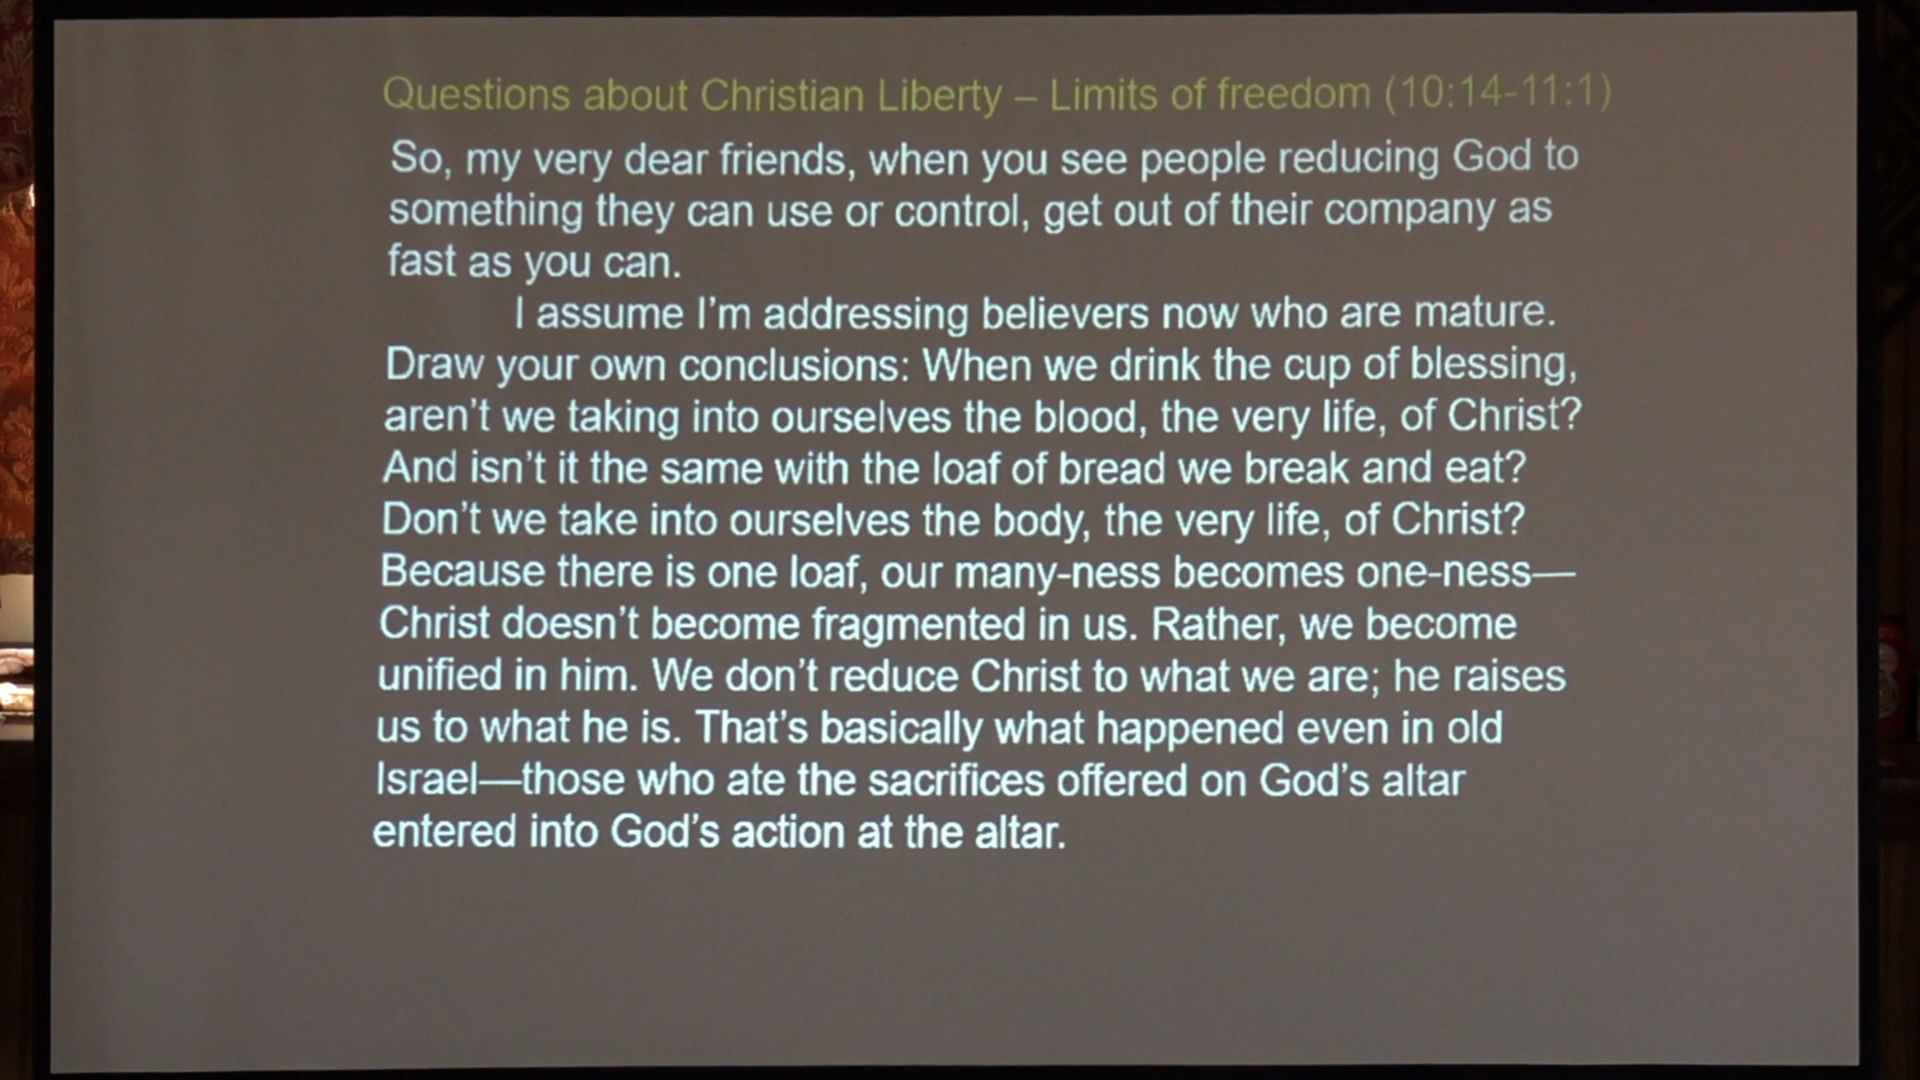 Questions about Christian Liberty – Limits of freedom (10:14-11:1)
So, my very dear friends, when you see people reducing God to
something they can use or control, get out of their company as
fast as you can.
I assume I’m addressing believers now who are mature.
Draw your own conclusions: When we drink the cup of blessing,
aren’t we taking into ourselves the blood, the very life, of Christ?
And isn’t it the same with the loaf of bread we break and eat?
Don’t we take into ourselves the body, the very life, of Christ?
Because there is one loaf, our many-ness becomes one-ness—
Christ doesn’t become fragmented in us. Rather, we become
unified in him. We don’t reduce Christ to what we are; he raises
us to what he is. That’s basically what happened even in old
Israel—those who ate the sacrifices offered on God’s altar
entered into God’s action at the altar.